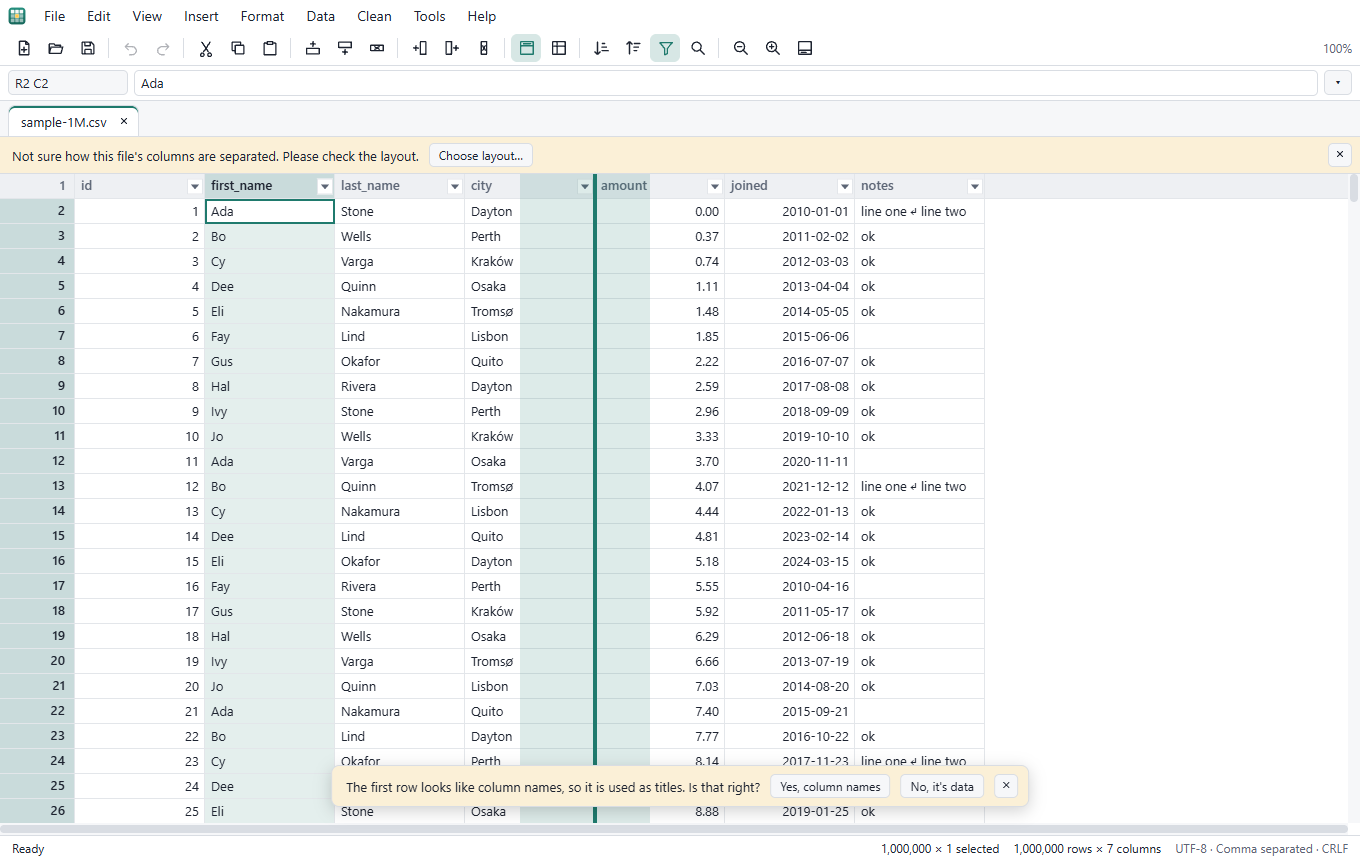 File Edit View Insert Format Data Clean Tools Help
100%
R2 C2 Ada
sample-1M.csv ×
Not sure how this file's columns are separated. Please check the layout. Choose layout... ×
1 id first_name last_name city amount joined notes
2 1 Ada Stone Dayton 0.00 2010-01-01 line one ↵ line two
3 2 Bo Wells Perth 0.37 2011-02-02 ok
4 3 Cy Varga Kraków 0.74 2012-03-03 ok
5 4 Dee Quinn Osaka 1.11 2013-04-04 ok
6 5 Eli Nakamura Tromsø 1.48 2014-05-05 ok
7 6 Fay Lind Lisbon 1.85 2015-06-06
8 7 Gus Okafor Quito 2.22 2016-07-07 ok
9 8 Hal Rivera Dayton 2.59 2017-08-08 ok
10 9 Ivy Stone Perth 2.96 2018-09-09 ok
11 10 Jo Wells Kraków 3.33 2019-10-10 ok
12 11 Ada Varga Osaka 3.70 2020-11-11
13 12 Bo Quinn Tromsø 4.07 2021-12-12 line one ↵ line two
14 13 Cy Nakamura Lisbon 4.44 2022-01-13 ok
15 14 Dee Lind Quito 4.81 2023-02-14 ok
16 15 Eli Okafor Dayton 5.18 2024-03-15 ok
17 16 Fay Rivera Perth 5.55 2010-04-16
18 17 Gus Stone Kraków 5.92 2011-05-17 ok
19 18 Hal Wells Osaka 6.29 2012-06-18 ok
20 19 Ivy Varga Tromsø 6.66 2013-07-19 ok
21 20 Jo Quinn Lisbon 7.03 2014-08-20 ok
22 21 Ada Nakamura Quito 7.40 2015-09-21
23 22 Bo Lind Dayton 7.77 2016-10-22 ok
24 23 Cy Okafor Perth 8.14 2017-11-23 line one ↵ line two
25 24 Dee
The first row looks like column names, so it is used as titles. Is that right? Yes, column names No, it's data ×
26 25 Eli Stone Osaka 8.88 2019-01-25 ok
Ready 1,000,000 × 1 selected 1,000,000 rows × 7 columns UTF-8 · Comma separated · CRLF